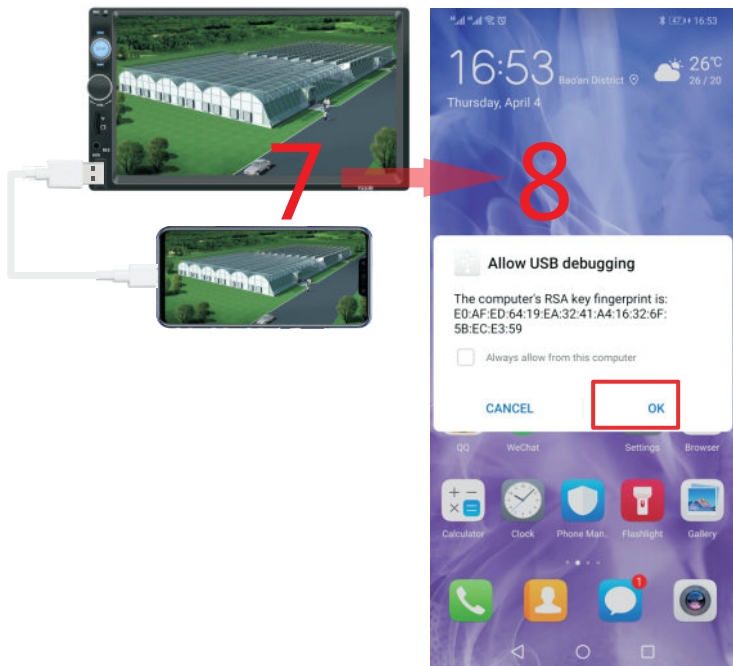 7
8
16:53
16:53
Bao'an District
26℃
26 / 20
Thursday, April 4
Allow USB debugging
The computer's RSA key fingerprint is:
E0:AF:ED:64:19:EA:32:41:A4:16:32:6F:
5B:EC:E3:59
Always allow from this computer
CANCEL
OK
QQ
WeChat
Settings
Browser
Calculator
Clock
Phone Man..
Flashlight
Gallery
1